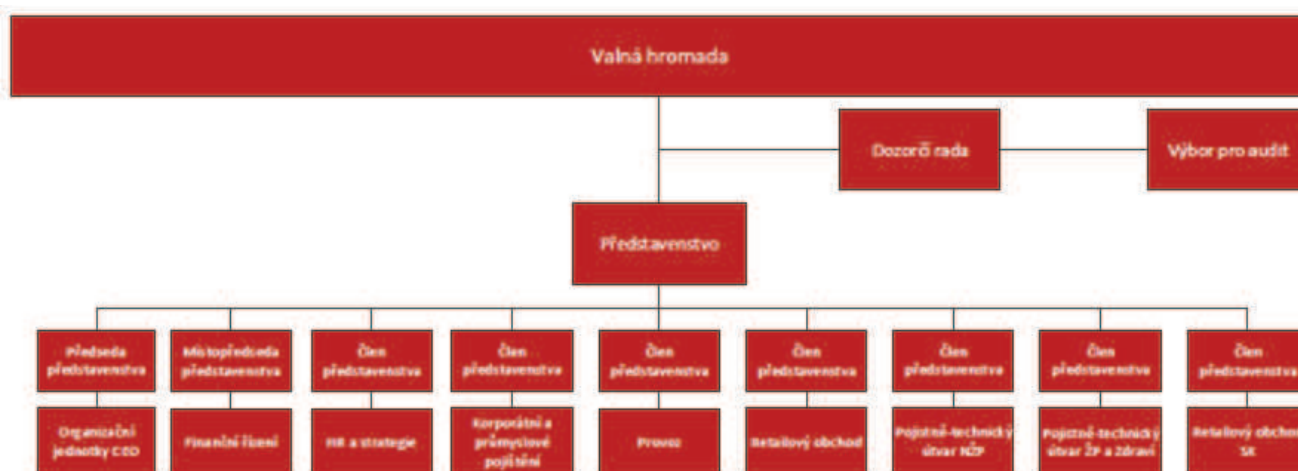 Valná hromada
Dozorčí rada
Výbor pro audit
Představenstvo
Předseda
představenstva
Místopředseda
představenstva
Člen
představenstva
Člen
představenstva
Člen
představenstva
Člen
představenstva
Člen
představenstva
Člen
představenstva
Člen
představenstva
Organizační
jednotky CEO
Finanční řízení
HR a strategie
Korporátní a
průmyslové
pojištění
Provoz
Retailový obchod
Pojistně-technický
útvar NŽP
Pojistně-technický
útvar ŽP a Zdraví
Retailový obchod
SK